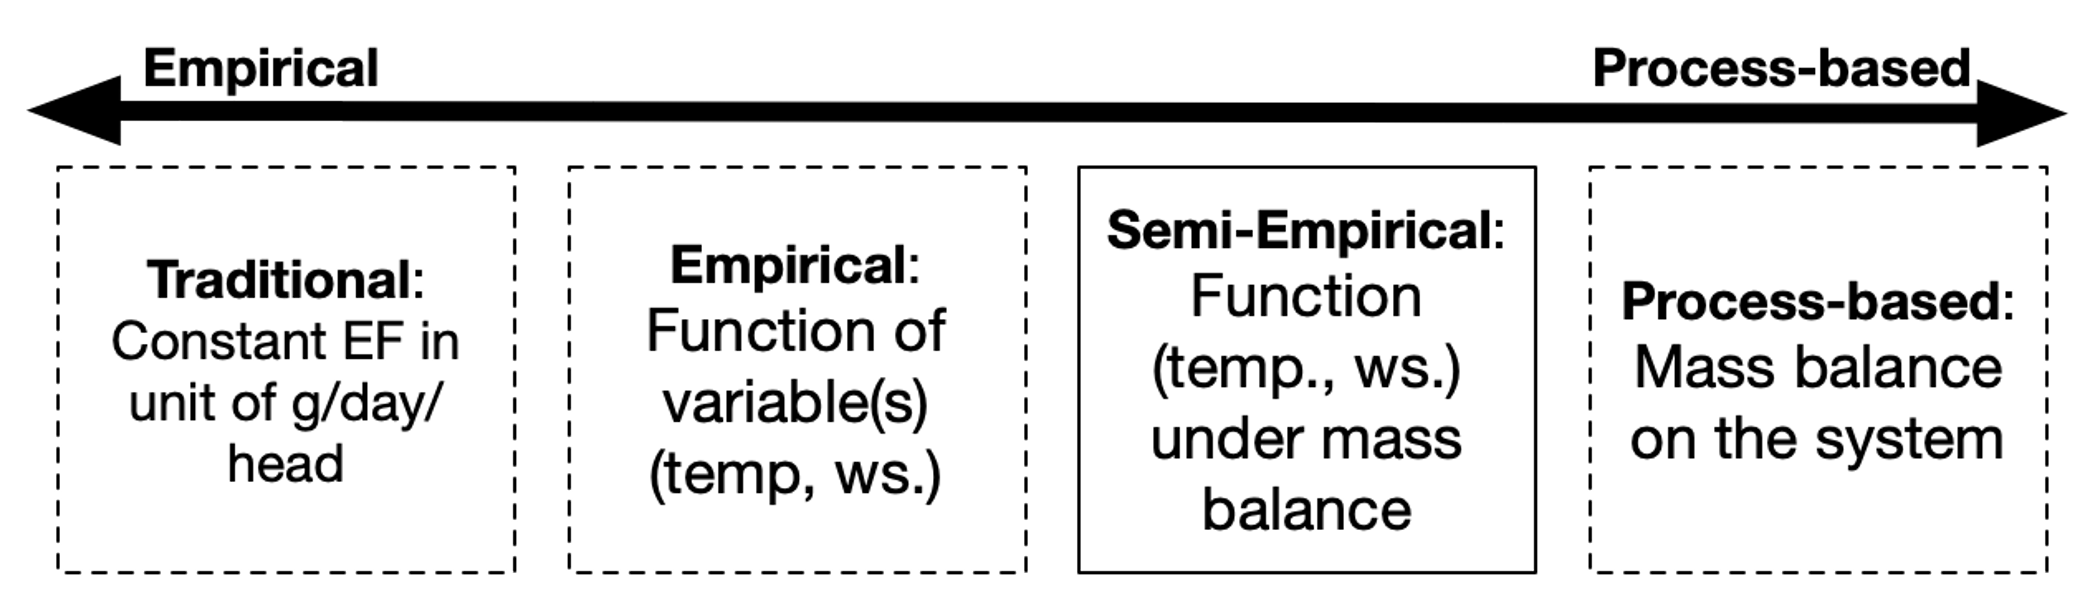 Empirical
Process-based
Traditional:
Constant EF in
unit of g/day/
head
Empirical:
Function of
variable(s)
(temp, ws.)
Semi-Empirical:
Function
(temp., ws.)
under mass
balance
Process-based:
Mass balance
on the system